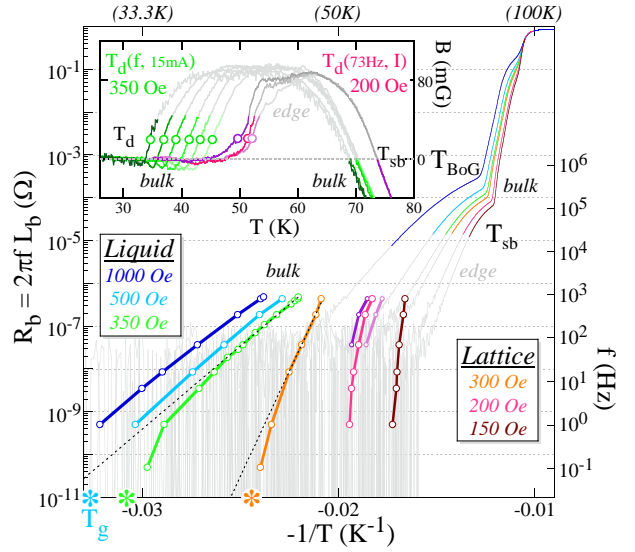 (33.3K) (50K) (100K)
T_d(f, 15mA) T_d(73Hz, I)
350 Oe 200 Oe
B (mG)
80
0
edge
T_d
T_sb
bulk bulk
30 40 50 60 70 80
T (K)
T_BoG
bulk
T_sb
edge
bulk
Liquid
1000 Oe
500 Oe
350 Oe
Lattice
300 Oe
200 Oe
150 Oe
R_b = 2πf L_b (Ω)
10^-1
10^-3
10^-5
10^-7
10^-9
10^-11
10^6
10^5
10^4
10^3
10^2
10^1
10^0
10^-1
f (Hz)
T_g
-0.03 -0.02 -0.01
-1/T (K^-1)